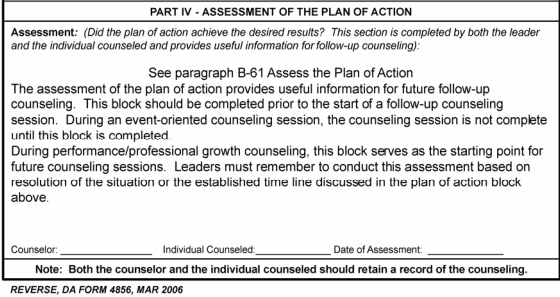 PART IV - ASSESSMENT OF THE PLAN OF ACTION
Assessment: (Did the plan of action achieve the desired results? This section is completed by both the leader
and the individual counseled and provides useful information for follow-up counseling):
See paragraph B-61 Assess the Plan of Action
The assessment of the plan of action provides useful information for future follow-up
counseling. This block should be completed prior to the start of a follow-up counseling
session. During an event-oriented counseling session, the counseling session is not complete
until this block is completed.
During performance/professional growth counseling, this block serves as the starting point for
future counseling sessions. Leaders must remember to conduct this assessment based on
resolution of the situation or the established time line discussed in the plan of action block
above.
Counselor: Individual Counseled: Date of Assessment:
Note: Both the counselor and the individual counseled should retain a record of the counseling.
REVERSE, DA FORM 4856, MAR 2006